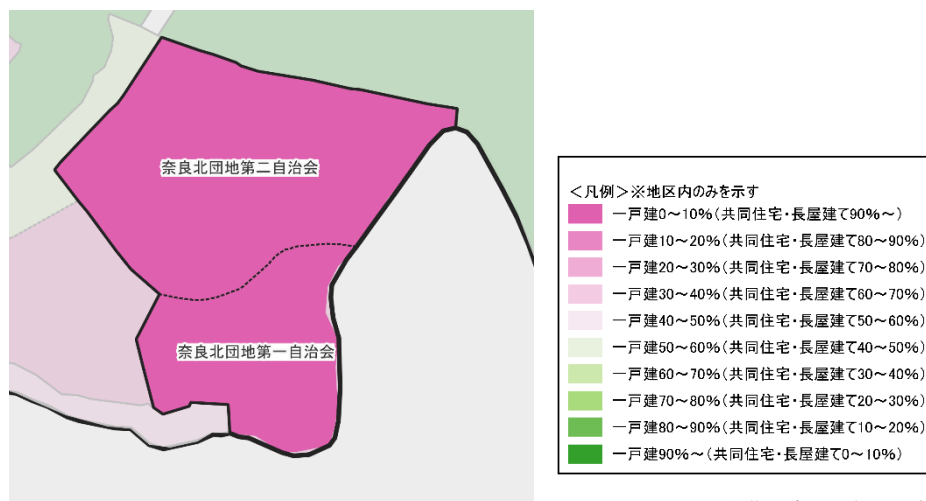 奈良北団地第二自治会
奈良北団地第一自治会
<凡例>※地区内のみを示す
一戸建0~10%(共同住宅・長屋建て90%~)
一戸建10~20%(共同住宅・長屋建て80~90%)
一戸建20~30%(共同住宅・長屋建て70~80%)
一戸建30~40%(共同住宅・長屋建て60~70%)
一戸建40~50%(共同住宅・長屋建て50~60%)
一戸建50~60%(共同住宅・長屋建て40~50%)
一戸建60~70%(共同住宅・長屋建て30~40%)
一戸建70~80%(共同住宅・長屋建て20~30%)
一戸建80~90%(共同住宅・長屋建て10~20%)
一戸建90%~(共同住宅・長屋建て0~10%)